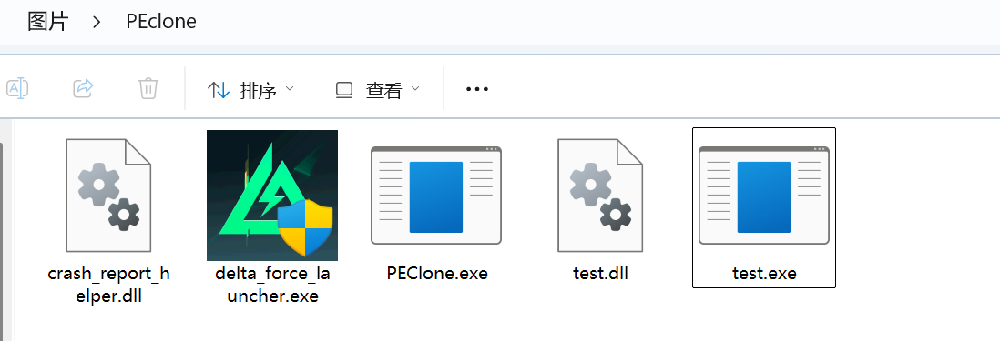 图片 > PEclone
排序
查看
crash_report_h
elper.dll
delta_force_la
uncher.exe
PEClone.exe
test.dll
test.exe